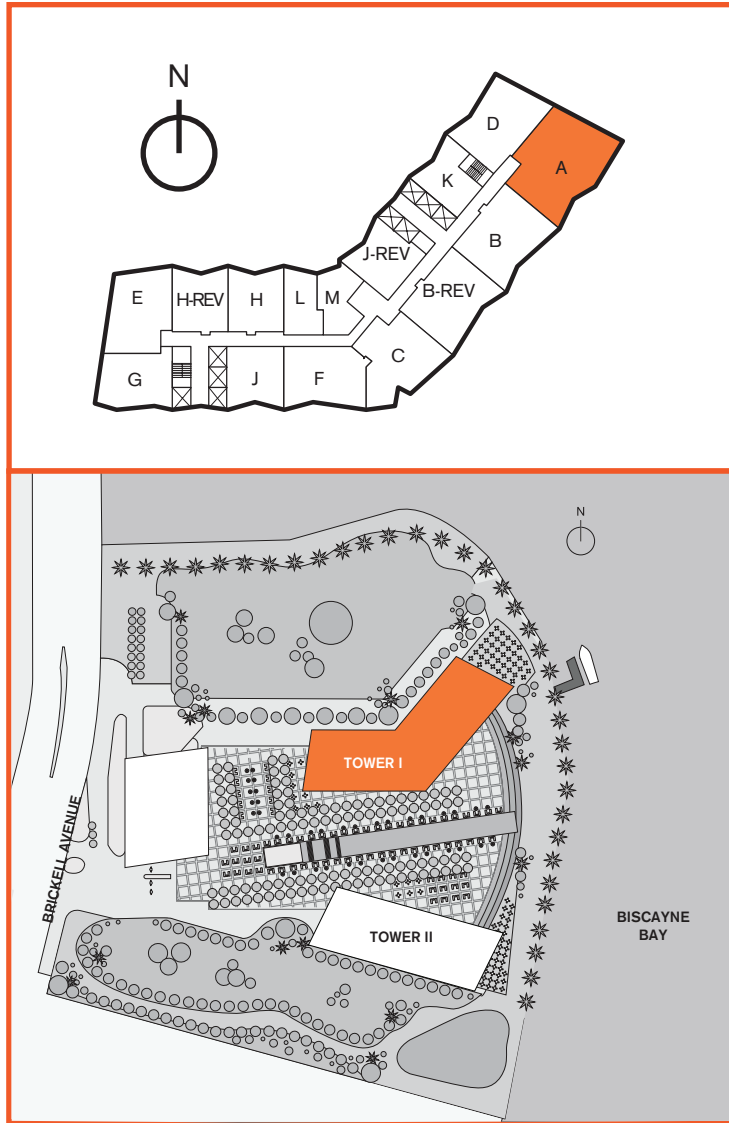 N
D
A
K
B
J-REV
B-REV
E
H-REV
H
L
M
C
G
J
F
N
TOWER I
BRICKELL AVENUE
TOWER II
BISCAYNE
BAY